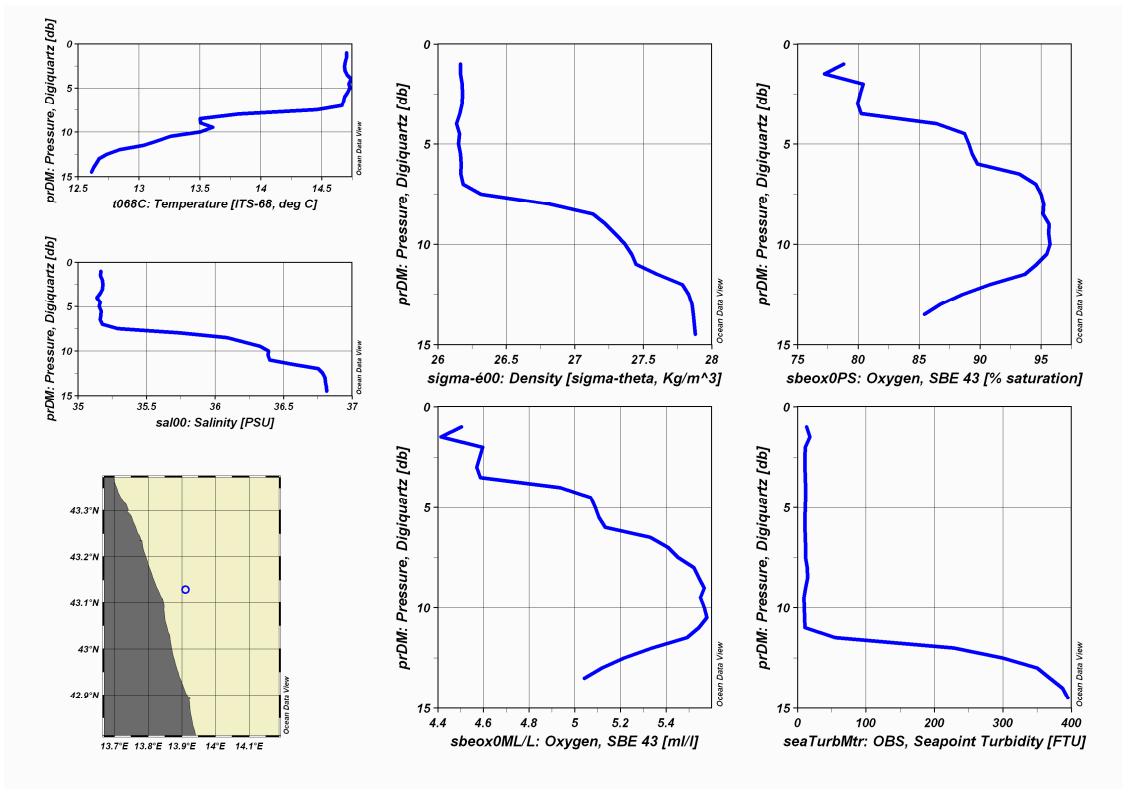 prDM: Pressure, Digiquartz [db]
0
5
10
15
12.5
13
13.5
14
14.5
t068C: Temperature [ITS-68, deg C]
Ocean Data View
prDM: Pressure, Digiquartz [db]
0
5
10
15
35
35.5
36
36.5
37
sal00: Salinity [PSU]
Ocean Data View
43.3°N
43.2°N
43.1°N
43°N
42.9°N
13.7°E
13.8°E
13.9°E
14°E
14.1°E
Ocean Data View
prDM: Pressure, Digiquartz [db]
0
5
10
15
26
26.5
27
27.5
28
sigma-é00: Density [sigma-theta, Kg/m^3]
Ocean Data View
prDM: Pressure, Digiquartz [db]
0
5
10
15
75
80
85
90
95
sbeox0PS: Oxygen, SBE 43 [% saturation]
Ocean Data View
prDM: Pressure, Digiquartz [db]
0
5
10
15
4.4
4.6
4.8
5
5.2
5.4
sbeox0ML/L: Oxygen, SBE 43 [ml/l]
prDM: Pressure, Digiquartz [db]
0
5
10
15
0
100
200
300
400
seaTurbMtr: OBS, Seapoint Turbidity [FTU]
Ocean Data View